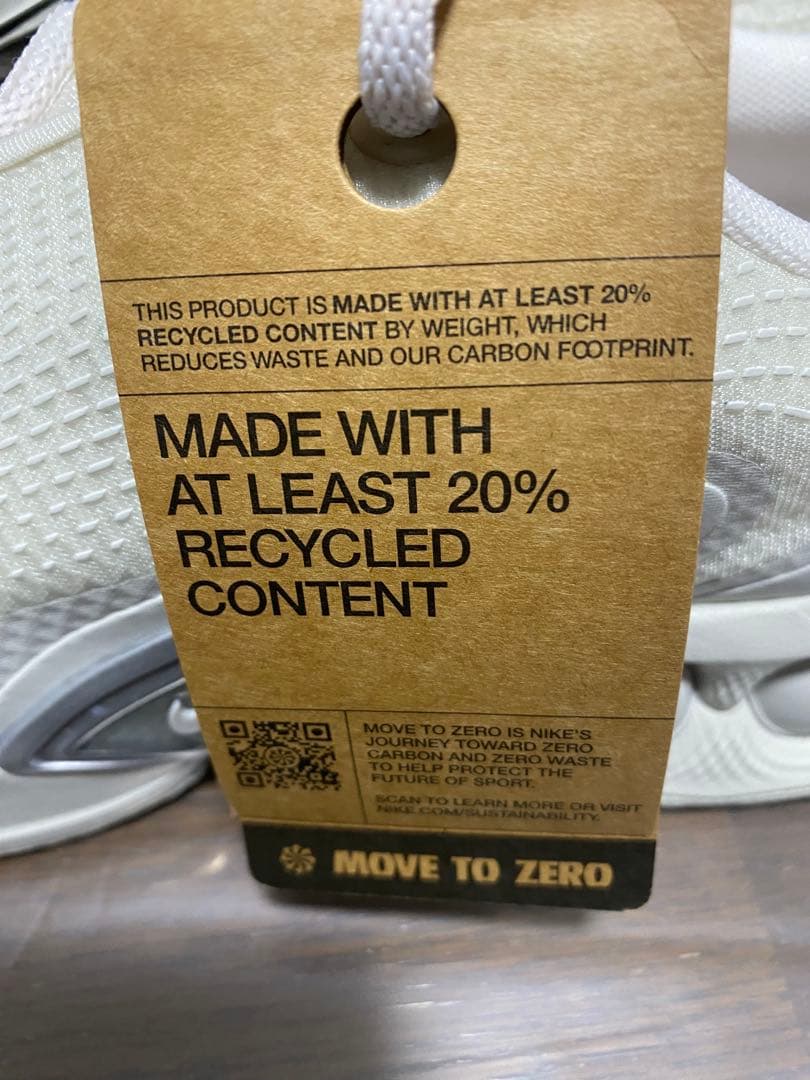 THIS PRODUCT IS MADE WITH AT LEAST 20%
RECYCLED CONTENT BY WEIGHT, WHICH
REDUCES WASTE AND OUR CARBON FOOTPRINT.
MADE WITH
AT LEAST 20%
RECYCLED
CONTENT
MOVE TO ZERO IS NIKE'S
JOURNEY TOWARD ZERO
CARBON AND ZERO WASTE
TO HELP PROTECT THE
FUTURE OF SPORT.
SCAN TO LEARN MORE OR VISIT
NIKE.COM/SUSTAINABILITY.
MOVE TO ZERO